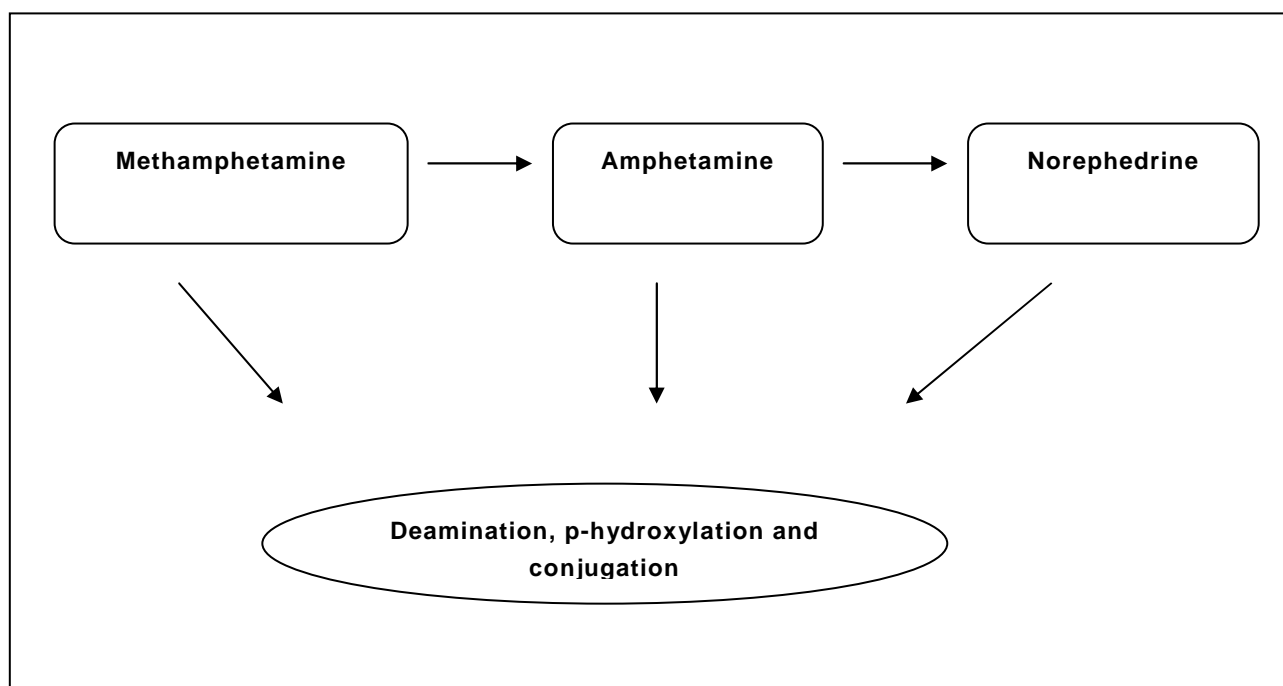 Methamphetamine
Amphetamine
Norephedrine
Deamination, p-hydroxylation and
conjugation